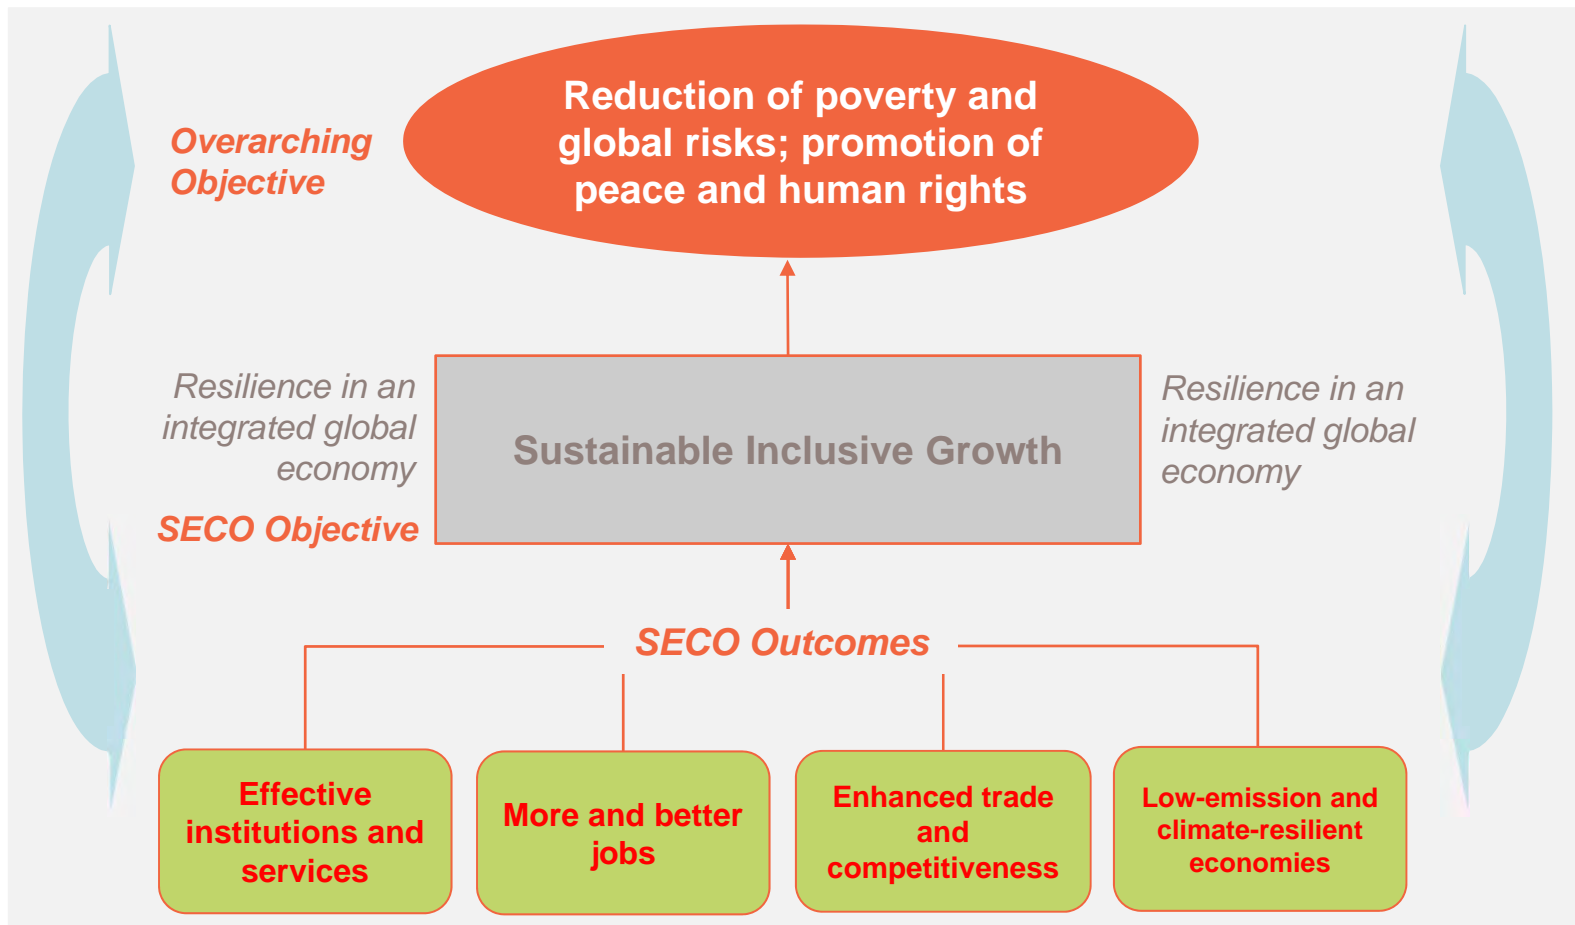 Overarching
Objective
Reduction of poverty and
global risks; promotion of
peace and human rights
Resilience in an
integrated global
economy
SECO Objective
Sustainable Inclusive Growth
Resilience in an
integrated global
economy
SECO Outcomes
Effective
institutions and
services
More and better
jobs
Enhanced trade
and
competitiveness
Low-emission and
climate-resilient
economies